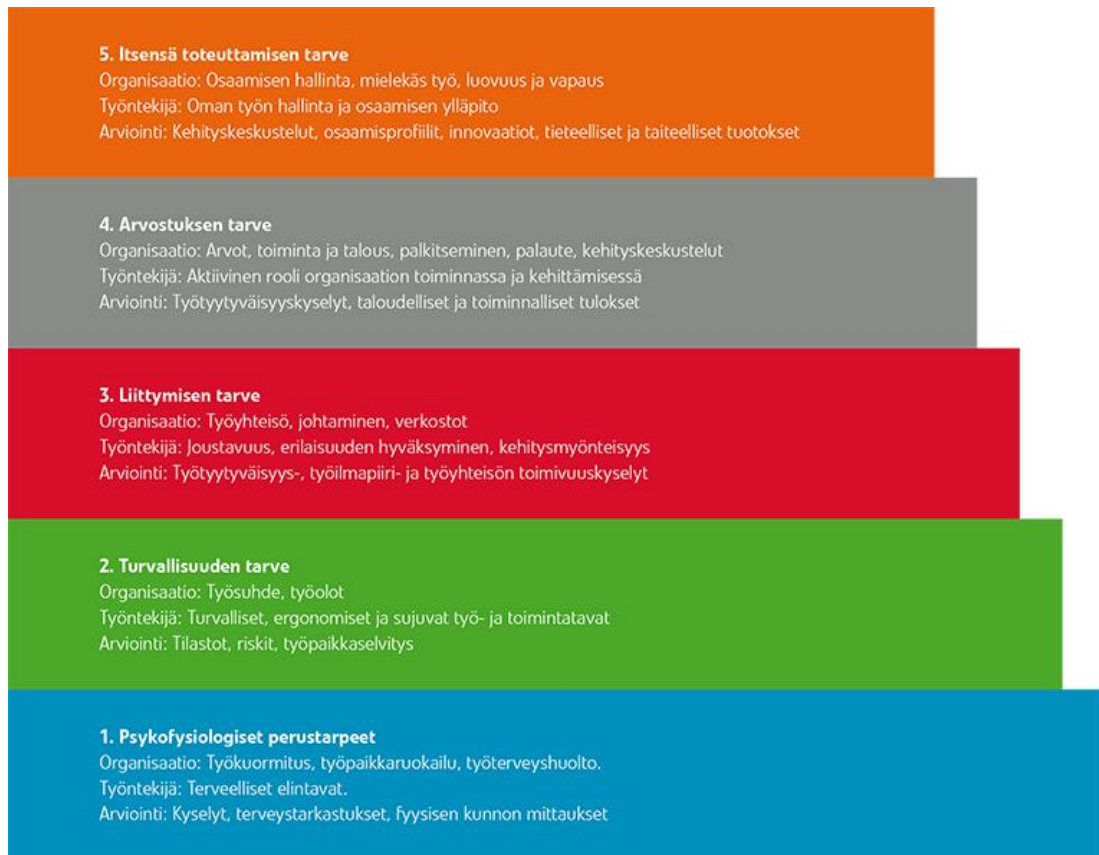 5. Itsensä toteuttamisen tarve
Organisaatio: Osaamisen hallinta, mielekäs työ, luovuus ja vapaus
Työntekijä: Oman työn hallinta ja osaamisen ylläpito
Arviointi: Kehityskeskustelut, osaamisprofiilit, innovaatiot, tieteelliset ja taiteelliset tuotokset
4. Arvostuksen tarve
Organisaatio: Arvot, toiminta ja talous, palkitseminen, palaute, kehityskeskustelut
Työntekijä: Aktiivinen rooli organisaation toiminnassa ja kehittämisessä
Arviointi: Työtyytyväisyyskyselyt, taloudelliset ja toiminnalliset tulokset
3. Liittymisen tarve
Organisaatio: Työyhteisö, johtaminen, verkostot
Työntekijä: Joustavuus, erilaisuuden hyväksyminen, kehitysmyönteisyys
Arviointi: Työtyytyväisyys-, työilmapiiri- ja työyhteisön toimivuuskyselyt
2. Turvallisuuden tarve
Organisaatio: Työsuhde, työolot
Työntekijä: Turvalliset, ergonomiset ja sujuvat työ- ja toimintatavat
Arviointi: Tilastot, riskit, työpaikkaselvitys
1. Psykofysiologiset perustarpeet
Organisaatio: Työkuormitus, työpaikkaruokailu, työterveyshuolto.
Työntekijä: Terveelliset elintavat.
Arviointi: Kyselyt, terveystarkastukset, fyysisen kunnon mittaukset